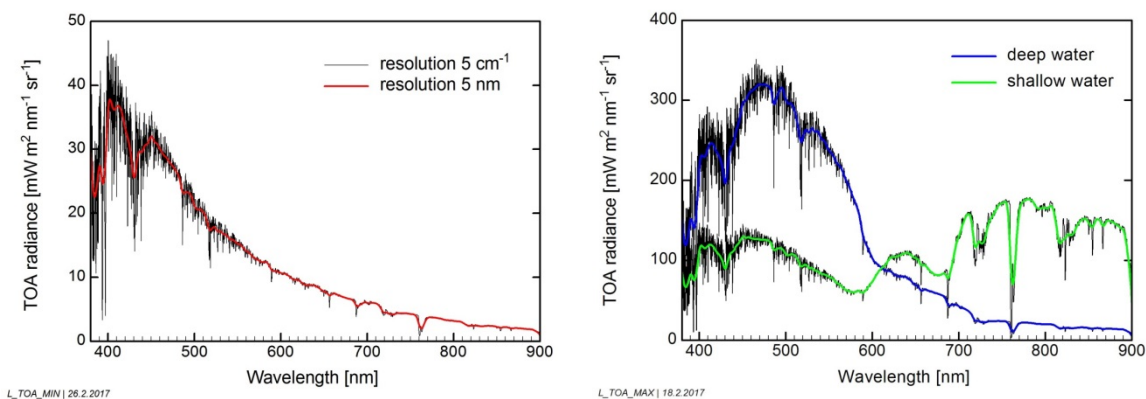 50
40
30
20
10
0
TOA radiance [mW m² nm⁻¹ sr⁻¹]
resolution 5 cm⁻¹
resolution 5 nm
400 500 600 700 800 900
Wavelength [nm]
L_TOA_MIN | 26.2.2017
400
300
200
100
0
TOA radiance [mW m² nm⁻¹ sr⁻¹]
deep water
shallow water
400 500 600 700 800 900
Wavelength [nm]
L_TOA_MAX | 18.2.2017